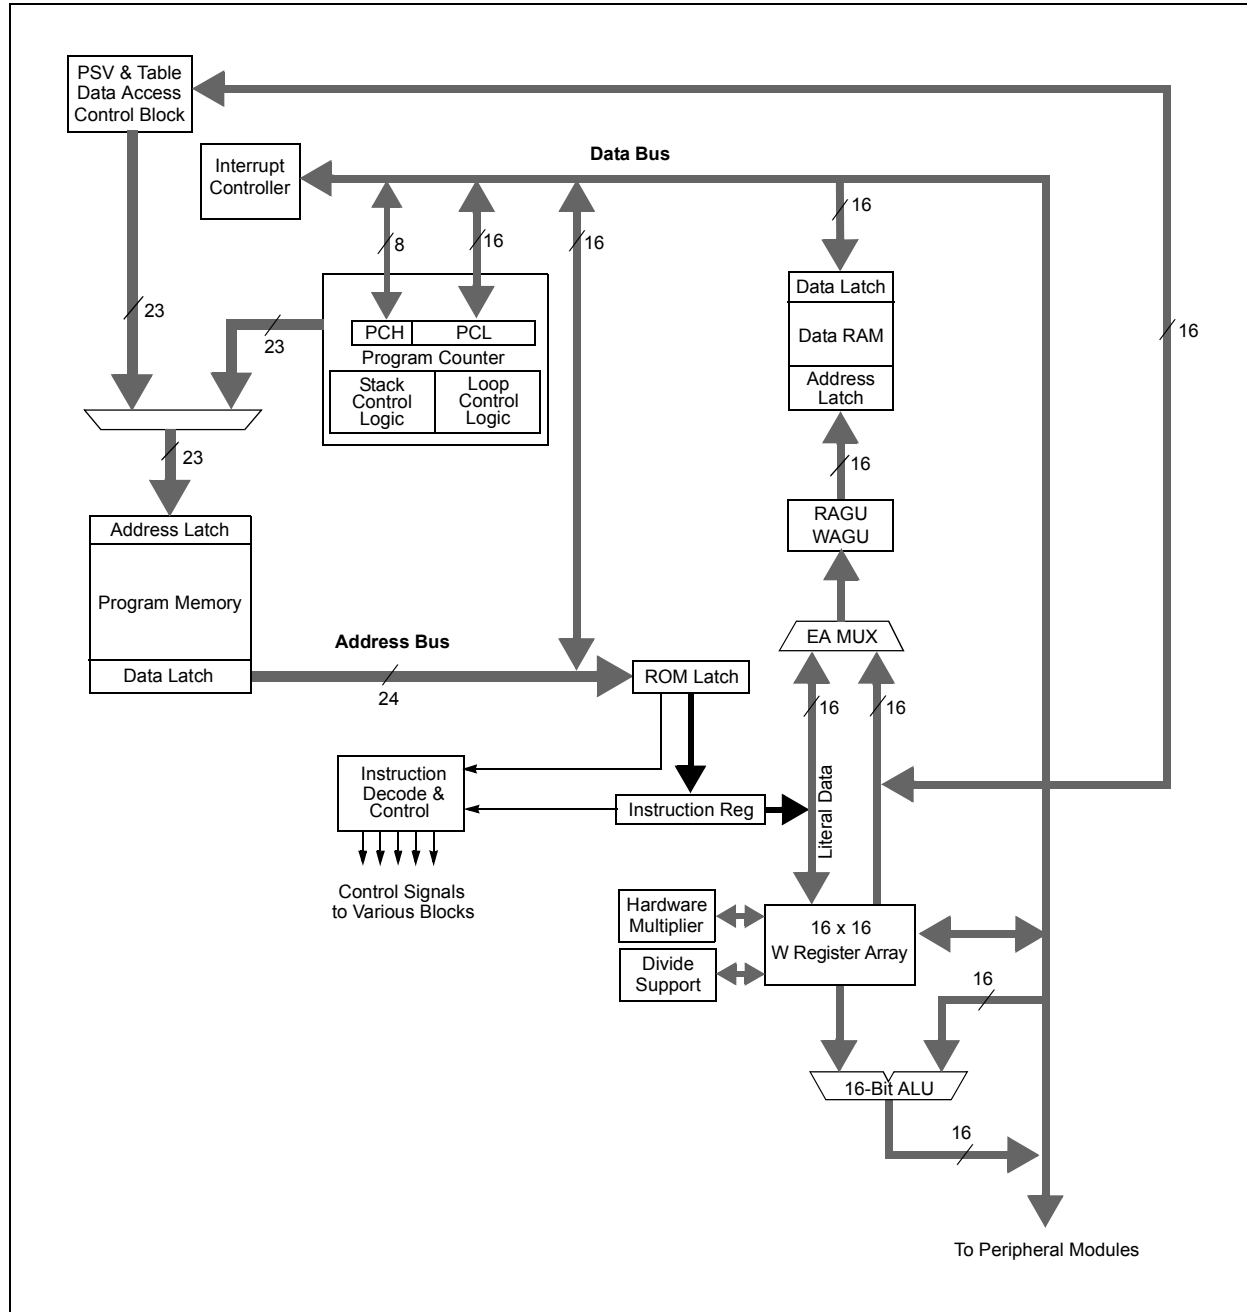 PSV & Table
Data Access
Control Block
Interrupt
Controller
Data Bus
8
16
16
16
Data Latch
Data RAM
Address
Latch
23
23
PCH
PCL
Program Counter
Stack
Control
Logic
Loop
Control
Logic
16
23
16
RAGU
WAGU
Address Latch
Program Memory
Data Latch
Address Bus
24
EA MUX
ROM Latch
16
16
Instruction
Decode &
Control
Instruction Reg
Literal Data
Control Signals
to Various Blocks
Hardware
Multiplier
16 x 16
W Register Array
Divide
Support
16
16-Bit ALU
16
To Peripheral Modules